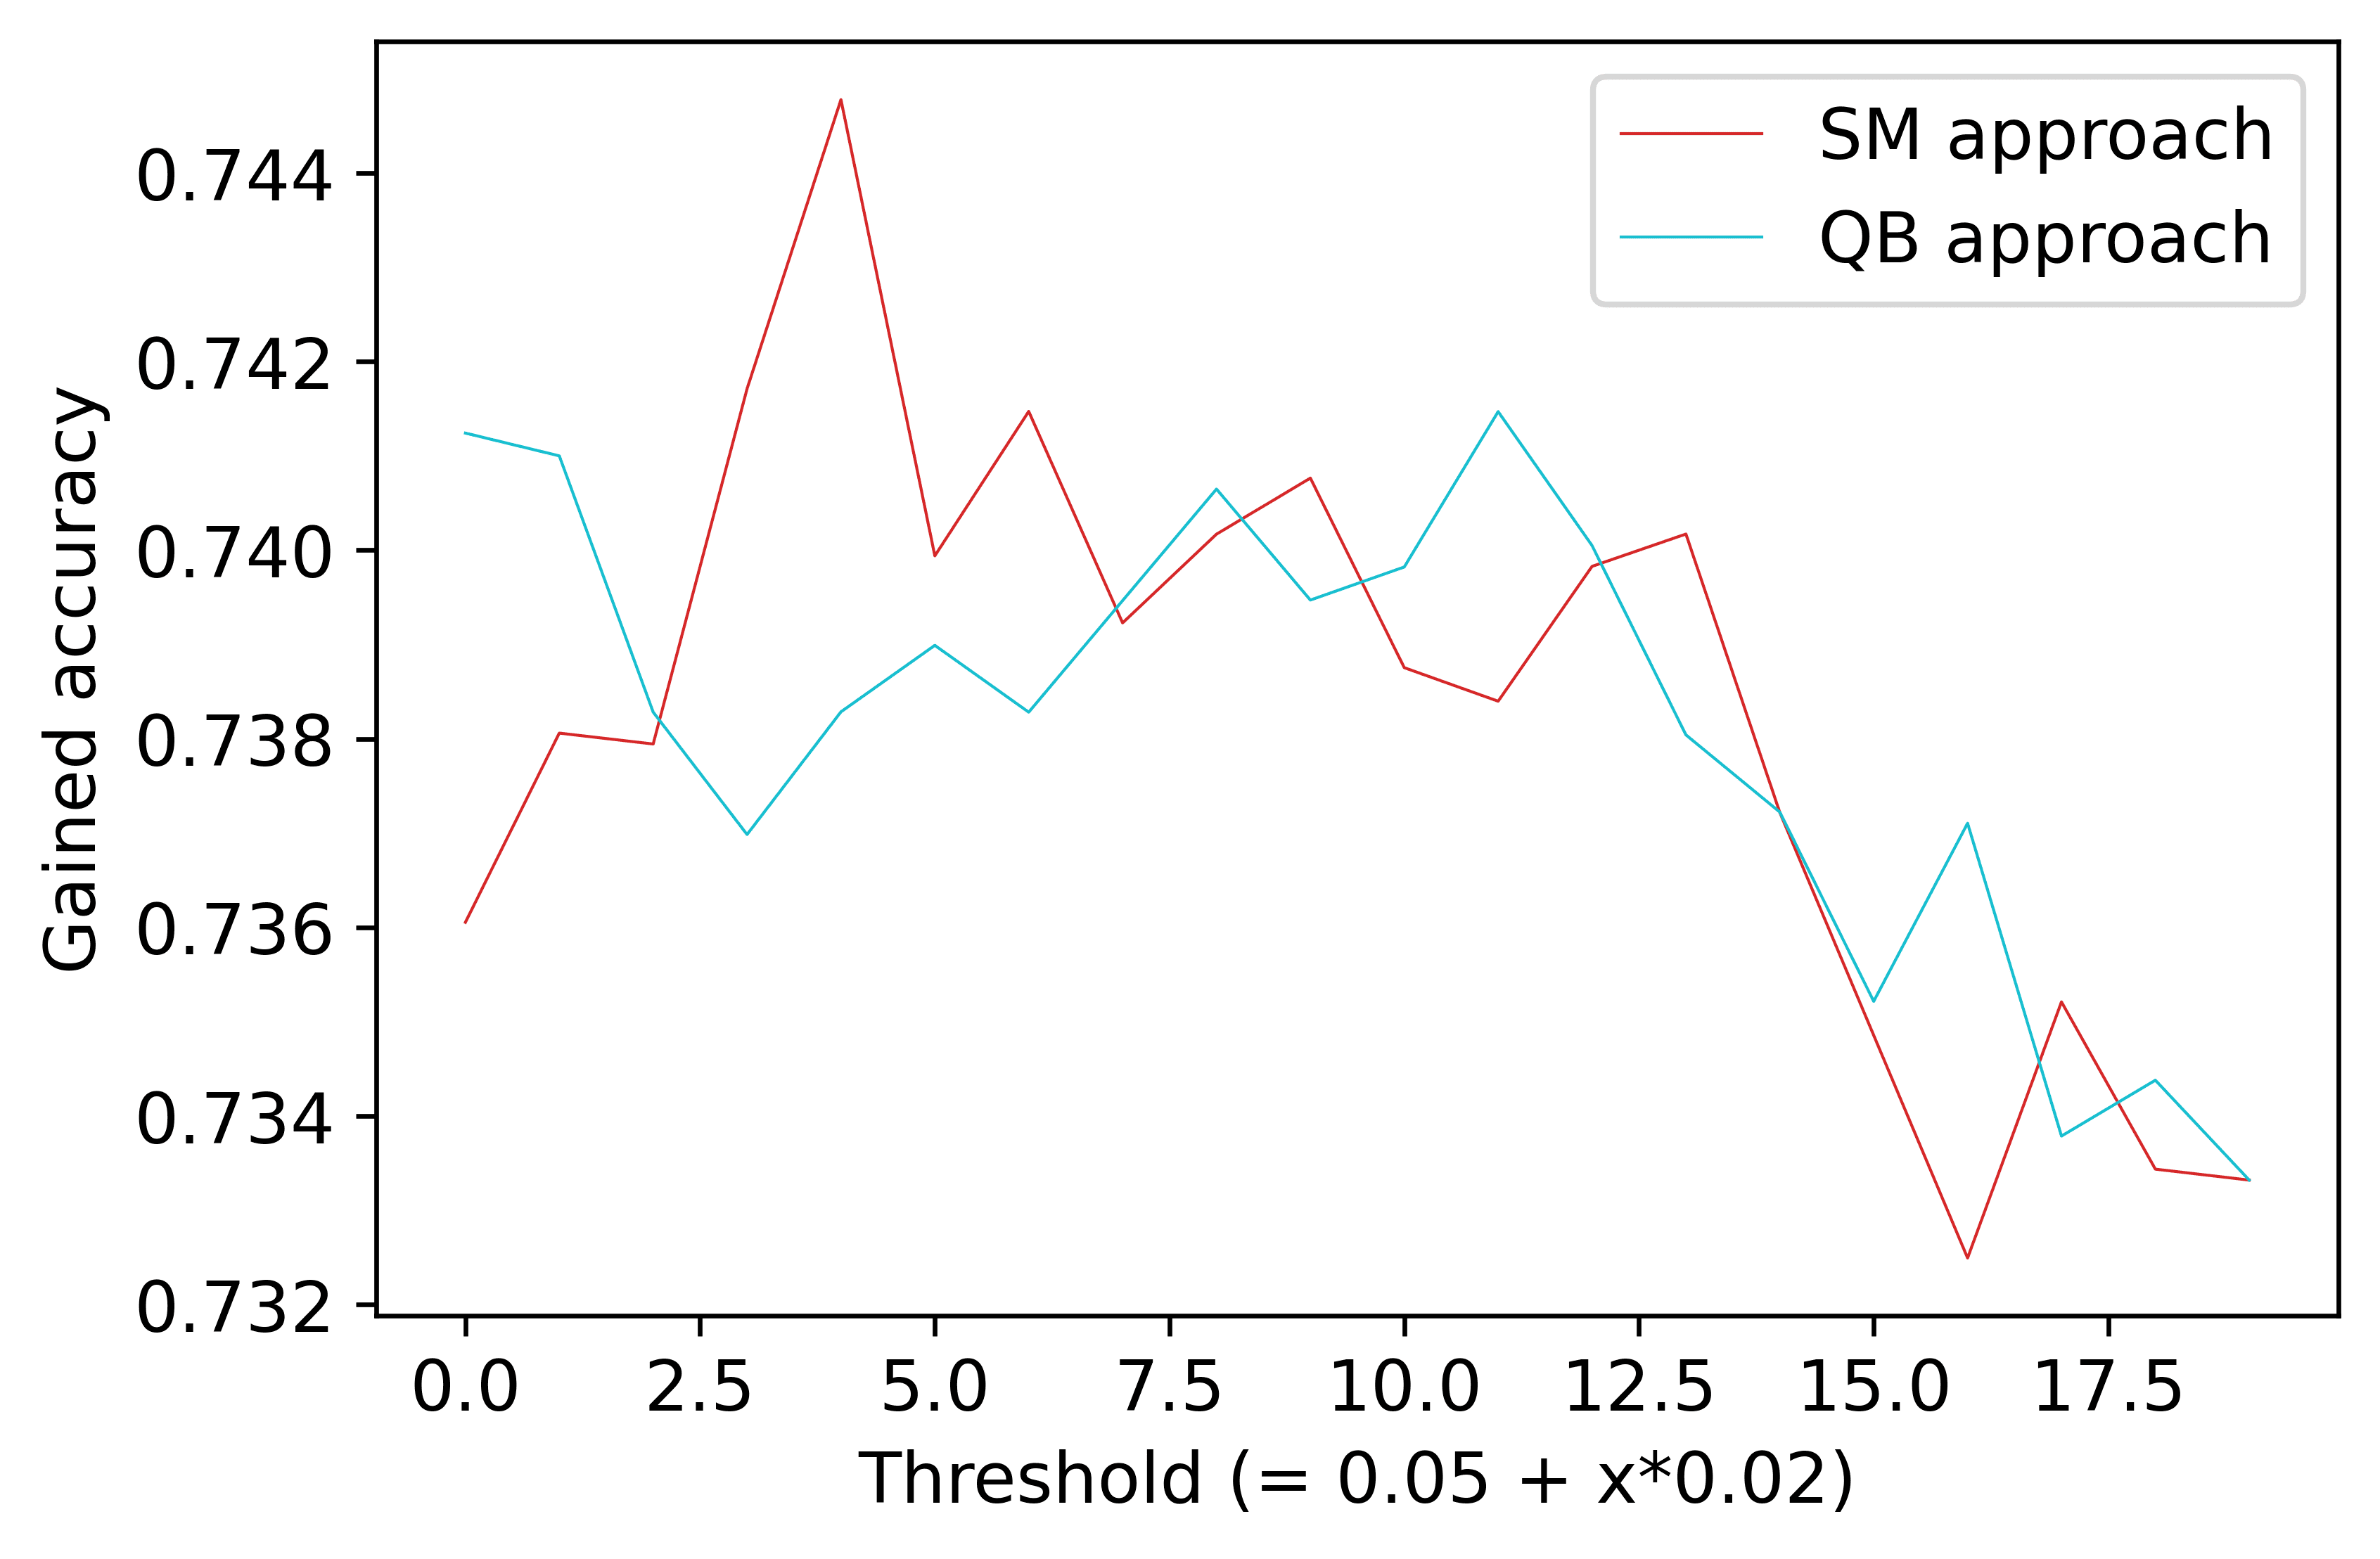 SM approach
QB approach
Gained accuracy
0.744
0.742
0.740
0.738
0.736
0.734
0.732
0.0 2.5 5.0 7.5 10.0 12.5 15.0 17.5
Threshold (= 0.05 + x*0.02)